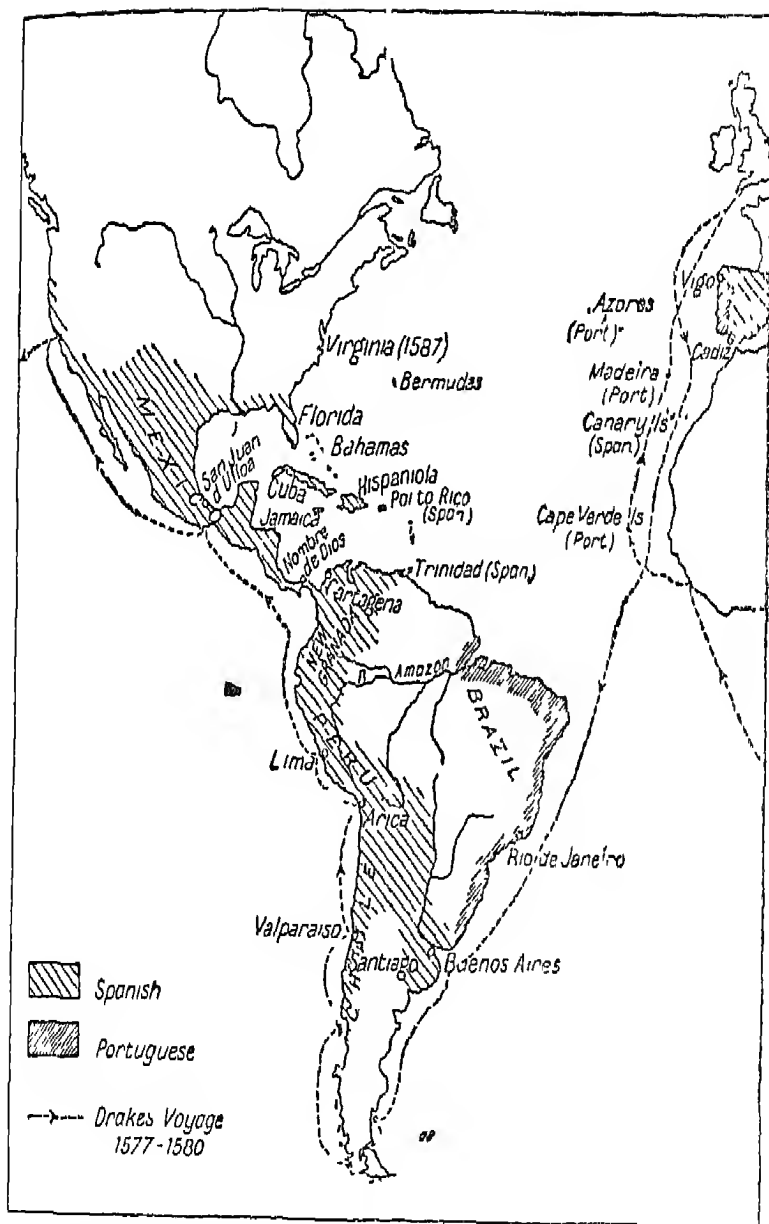 Vigo
Azores
(Port)
Cadiz
Virginia (1587)
Bermudas
Madeira
(Port)
Canary Is
(Span)
Florida
Bahamas
MEXICO
San Juan
d Ulloa
Cuba
Hispaniola
Porto Rico
(Span)
Jamaica
Cape Verde Is
(Port)
Nombre
de Dios
Trinidad (Span)
Cartagena
NEW
GRANADA
R Amazon
BRAZIL
PERU
Lima
Arica
Rio de Janeiro
CHILE
Valparaiso
Santiago
Buenos Aires
Spanish
Portuguese
Drakes Voyage
1577-1580